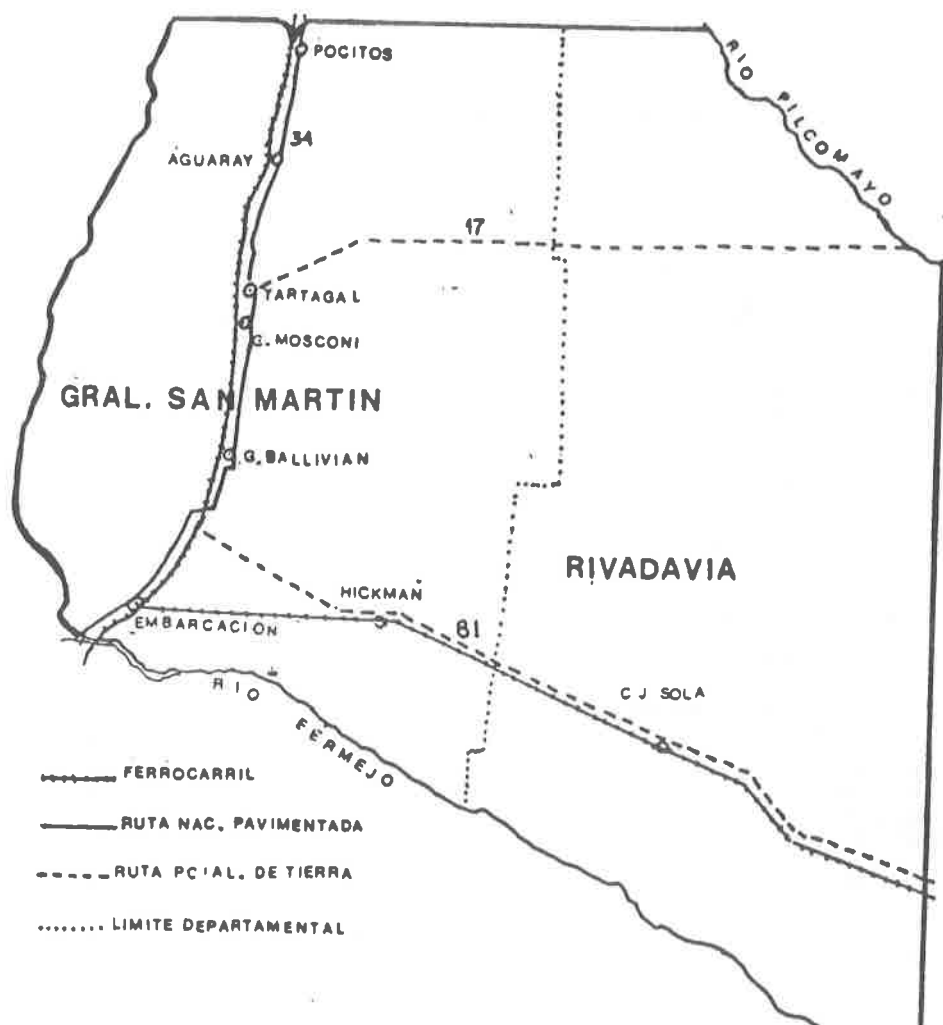 POCITOS
RIO PILCOMAYO
34
AGUARAY
17
TARTAGAL
G. MOSCONI
GRAL. SAN MARTIN
G. BALLIVIAN
RIVADAVIA
HICKMAN
EMBARCACION
81
C J SOLA
RIO BERMEJO
FERROCARRIL
RUTA NAC. PAVIMENTADA
RUTA PCIAL. DE TIERRA
LIMITE DEPARTAMENTAL